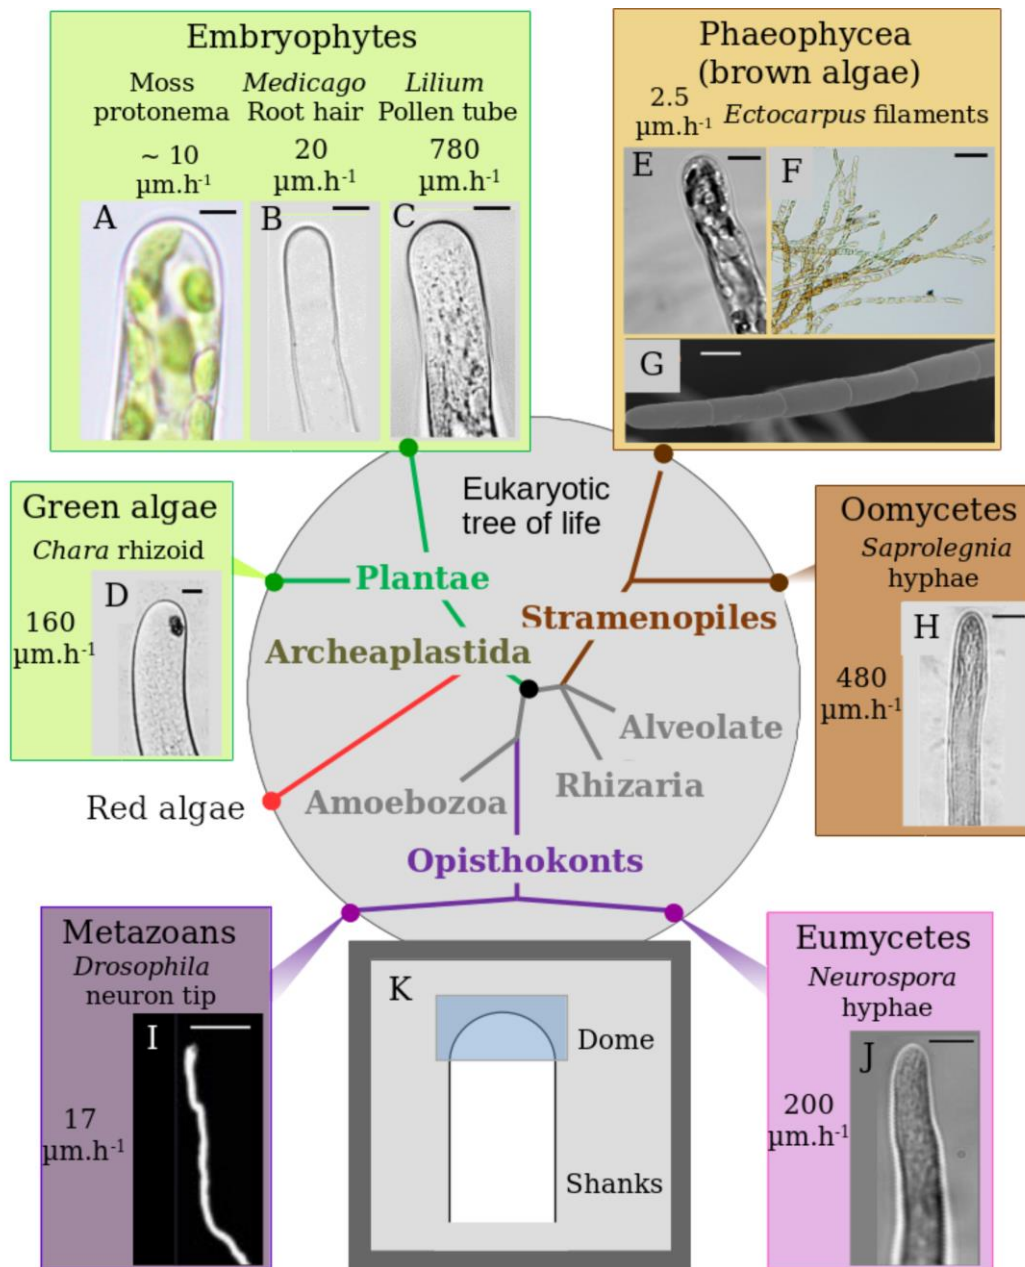 Embryophytes
Moss protonema
Medicago Root hair
Lilium Pollen tube
~ 10 µm.h-1
20 µm.h-1
780 µm.h-1
A
B
C
Phaeophycea
(brown algae)
2.5 µm.h-1
Ectocarpus filaments
E
F
G
Green algae
Chara rhizoid
D
160
µm.h-1
Eukaryotic
tree of life
Plantae
Archeaplastida
Stramenopiles
Alveolate
Rhizaria
Amoebozoa
Opisthokonts
Red algae
Oomycetes
Saprolegnia
hyphae
H
480
µm.h-1
Metazoans
Drosophila
neuron tip
I
17
µm.h-1
K
Dome
Shanks
Eumycetes
Neurospora
hyphae
J
200
µm.h-1